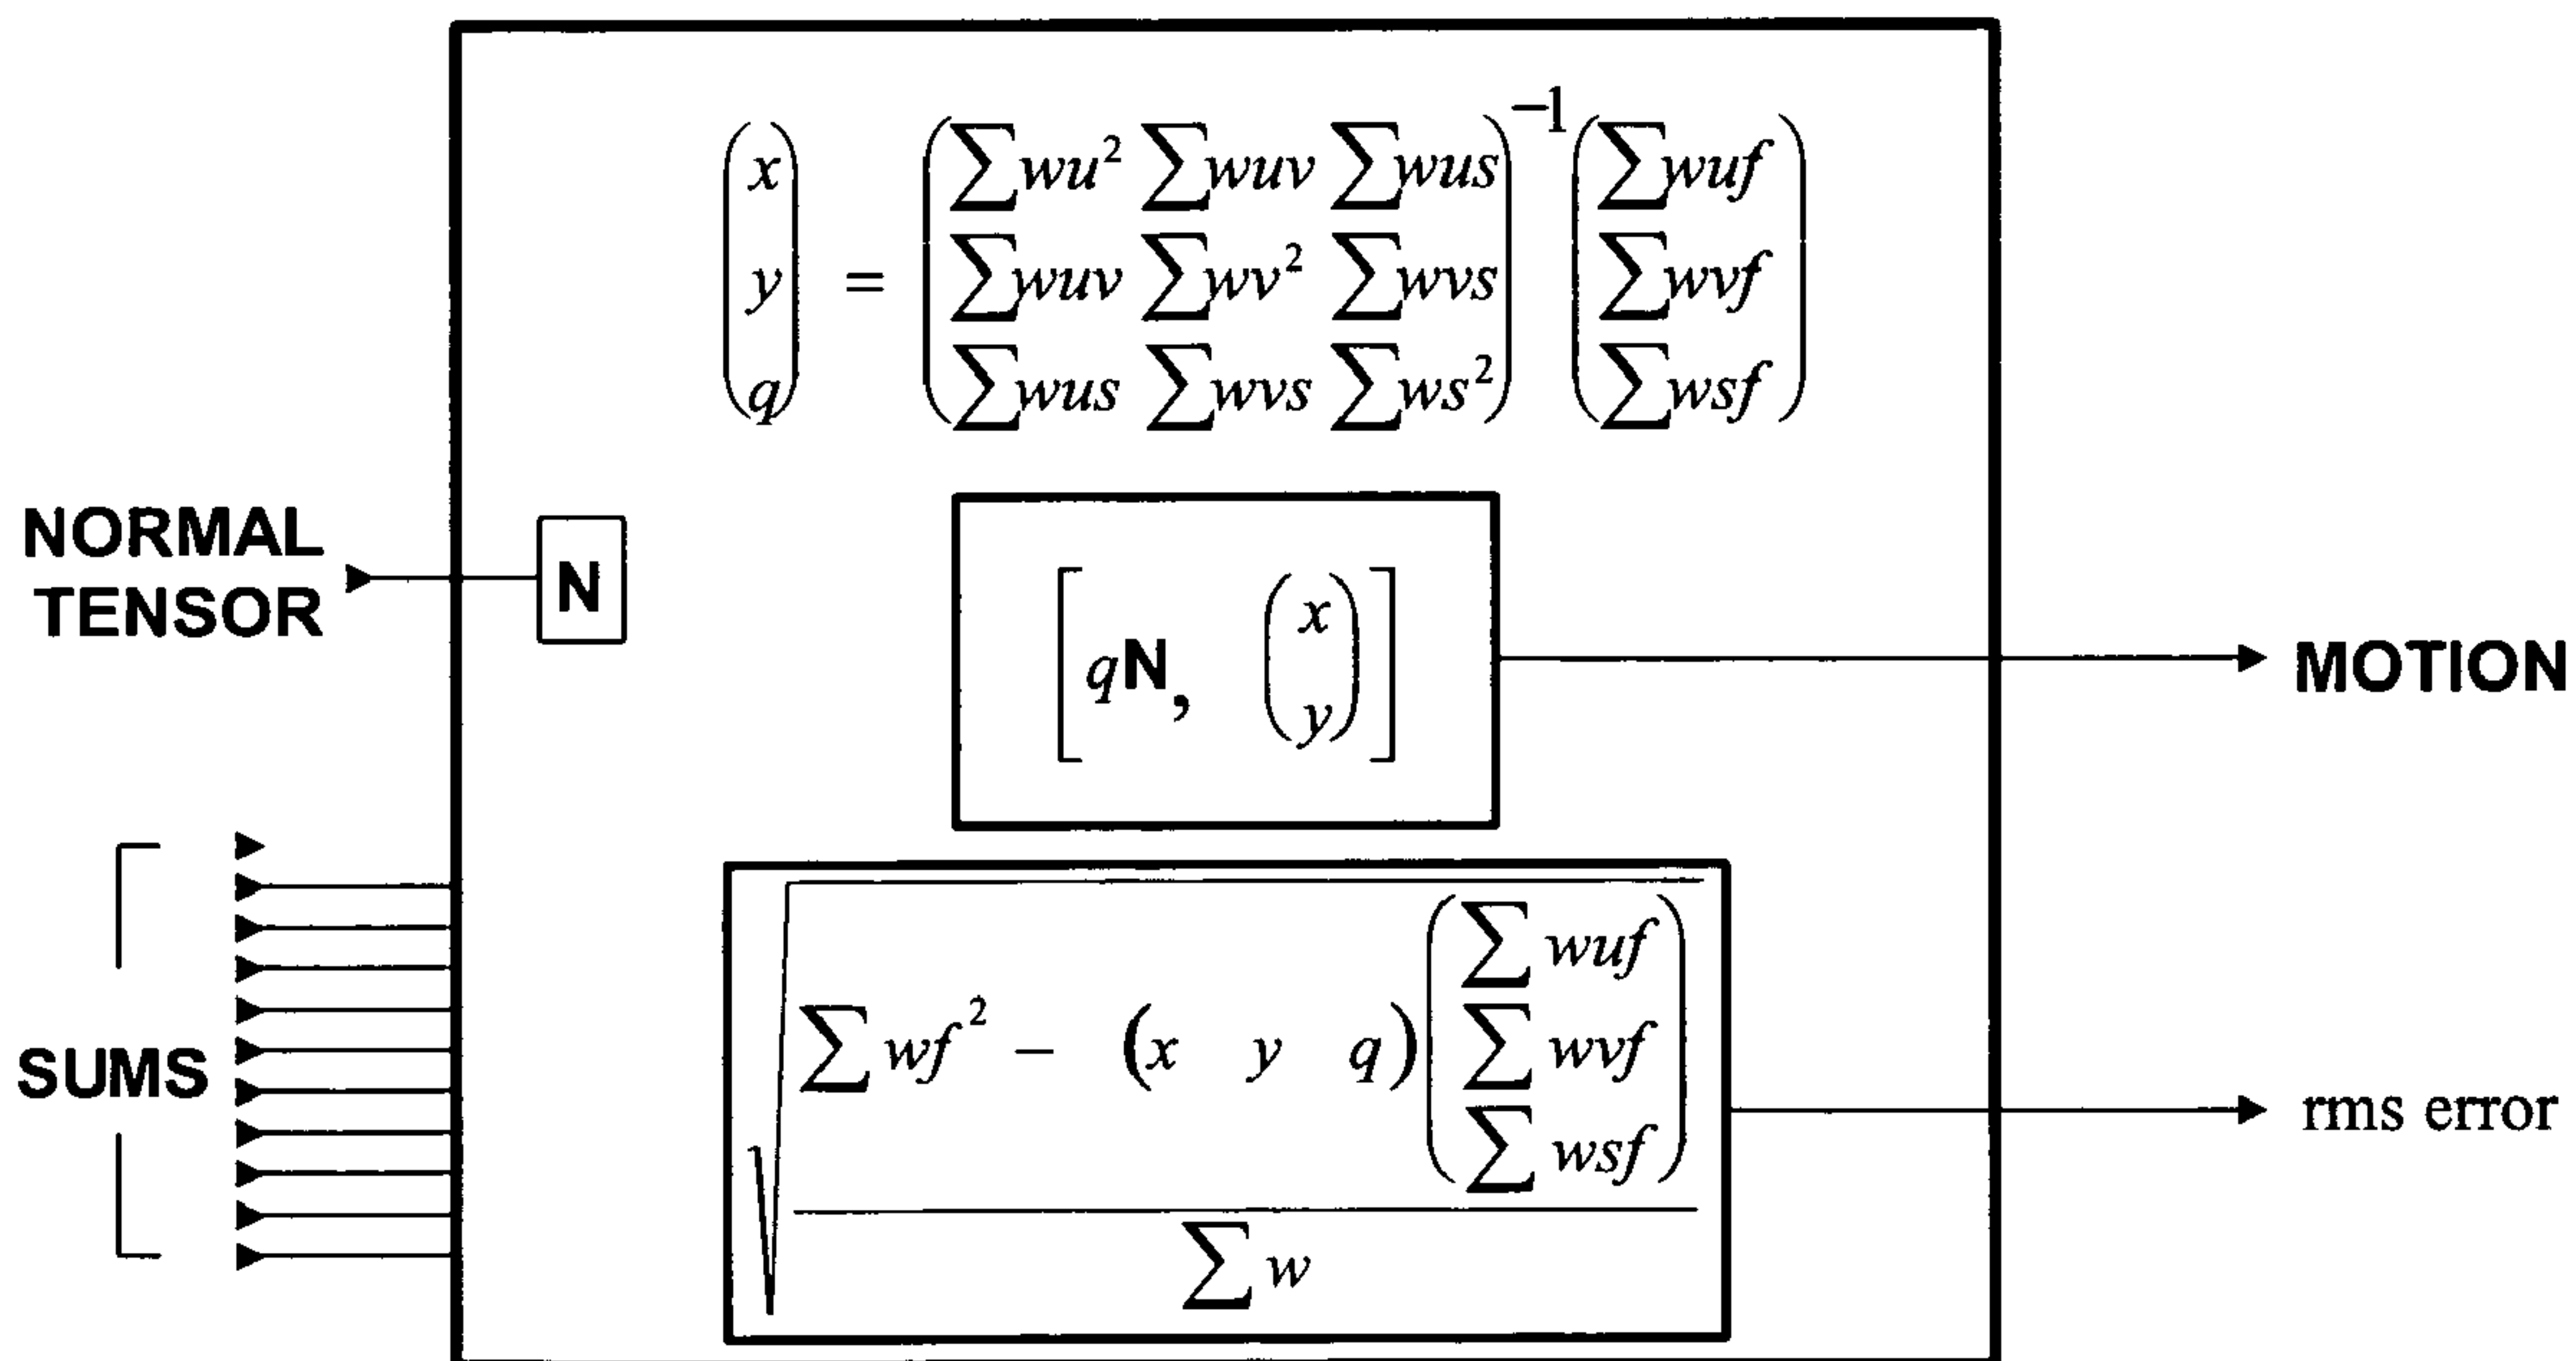 (x y q) = (∑wu² ∑wuv ∑wus ∑wuv ∑wv² ∑wvs ∑wus ∑wvs ∑ws²)⁻¹ (∑wuf ∑wvf ∑wsf)
NORMAL
TENSOR
N
[qN, (x y)]
MOTION
SUMS
√ ∑wf² − (x y q) (∑wuf ∑wvf ∑wsf)
∑w
rms error